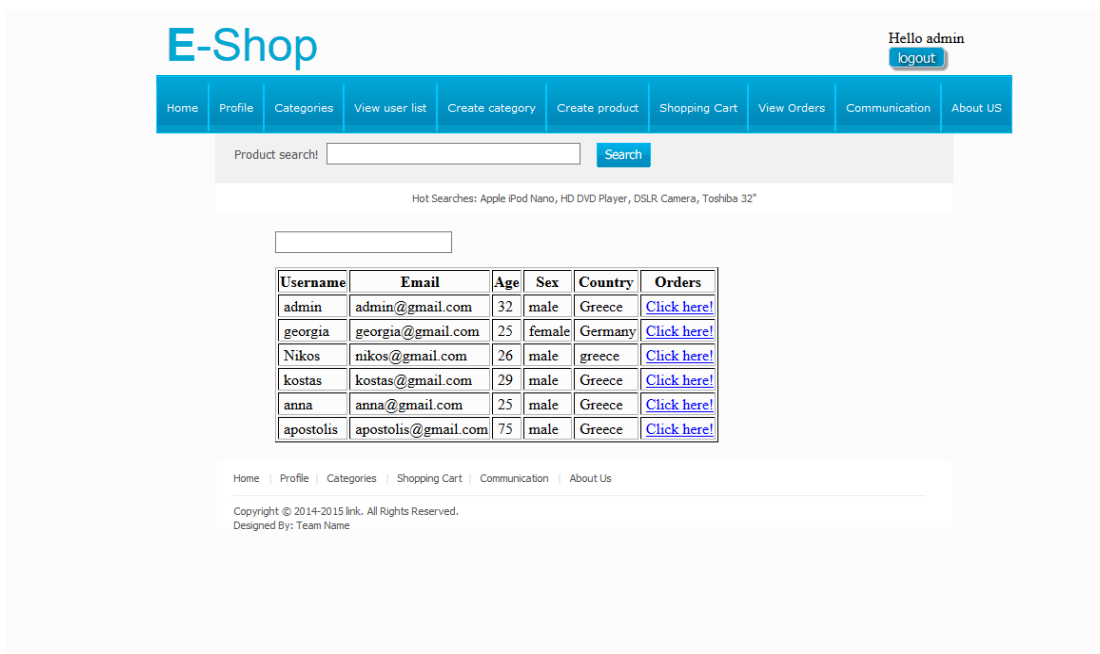 E-Shop
Hello admin
logout
Home Profile Categories View user list Create category Create product Shopping Cart View Orders Communication About US
Product search! Search
Hot Searches: Apple iPod Nano, HD DVD Player, DSLR Camera, Toshiba 32"
Username Email Age Sex Country Orders
admin admin@gmail.com 32 male Greece Click here!
georgia georgia@gmail.com 25 female Germany Click here!
Nikos nikos@gmail.com 26 male greece Click here!
kostas kostas@gmail.com 29 male Greece Click here!
anna anna@gmail.com 25 male Greece Click here!
apostolis apostolis@gmail.com 75 male Greece Click here!
Home | Profile | Categories | Shopping Cart | Communication | About Us
Copyright © 2014-2015 link. All Rights Reserved.
Designed By: Team Name